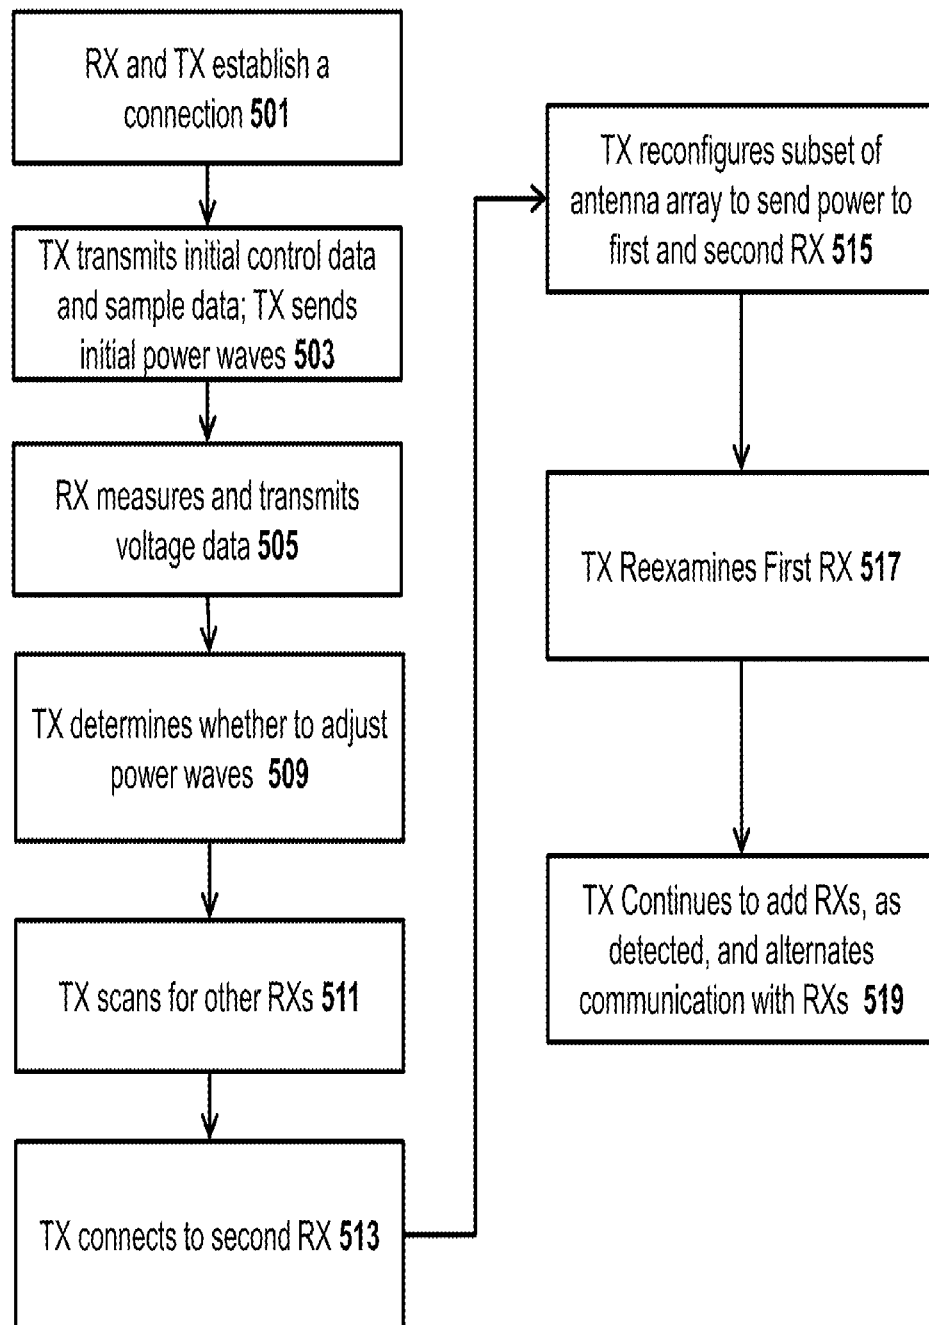 RX and TX establish a
connection 501
TX transmits initial control data
and sample data; TX sends
initial power waves 503
RX measures and transmits
voltage data 505
TX determines whether to adjust
power waves 509
TX scans for other RXs 511
TX connects to second RX 513
TX reconfigures subset of
antenna array to send power to
first and second RX 515
TX Reexamines First RX 517
TX Continues to add RXs, as
detected, and alternates
communication with RXs 519